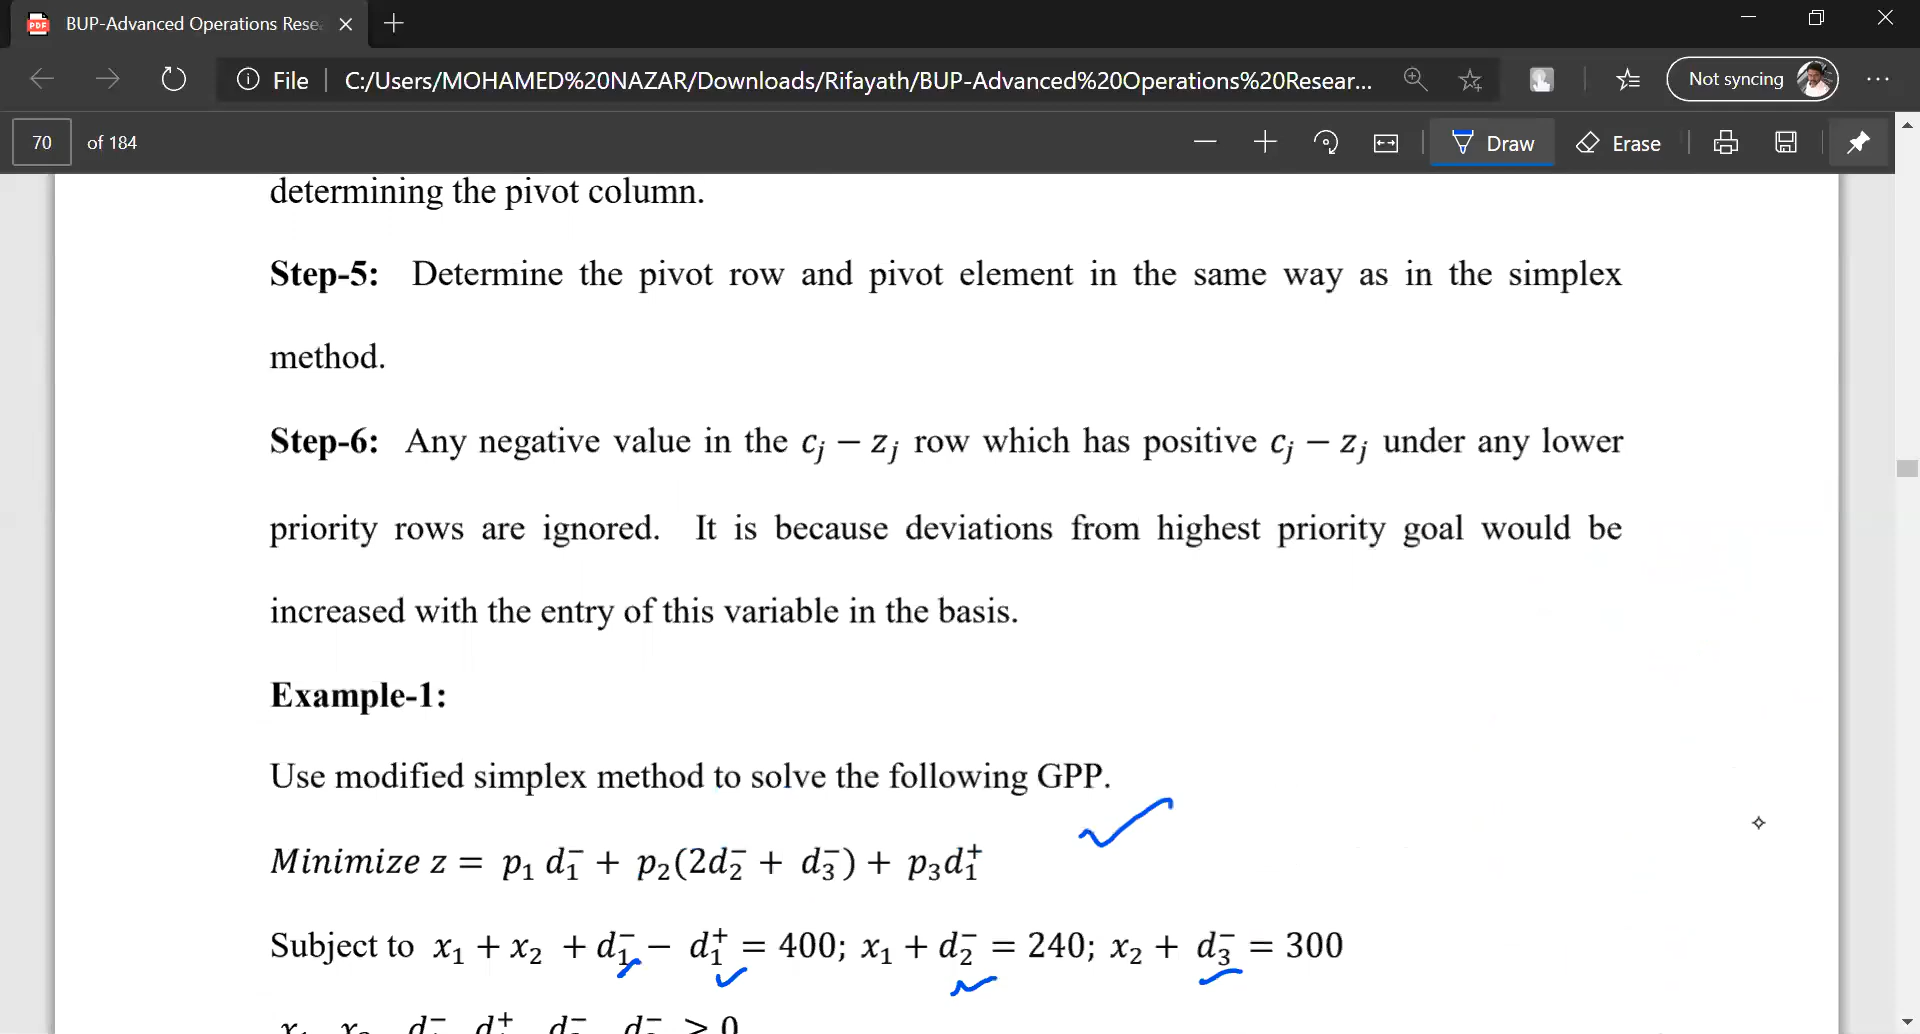 BUP-Advanced Operations Rese
File | C:/Users/MOHAMED%20NAZAR/Downloads/Rifayath/BUP-Advanced%20Operations%20Resear...
Not syncing
70 of 184
Draw
Erase
determining the pivot column.
Step-5: Determine the pivot row and pivot element in the same way as in the simplex
method.
Step-6: Any negative value in the c_j − z_j row which has positive c_j − z_j under any lower
priority rows are ignored. It is because deviations from highest priority goal would be
increased with the entry of this variable in the basis.
Example-1:
Use modified simplex method to solve the following GPP.
Minimize z = p₁ d₁⁻ + p₂(2d₂⁻ + d₃⁻) + p₃d₁⁺
Subject to x₁ + x₂ + d₁⁻ − d₁⁺ = 400; x₁ + d₂⁻ = 240; x₂ + d₃⁻ = 300